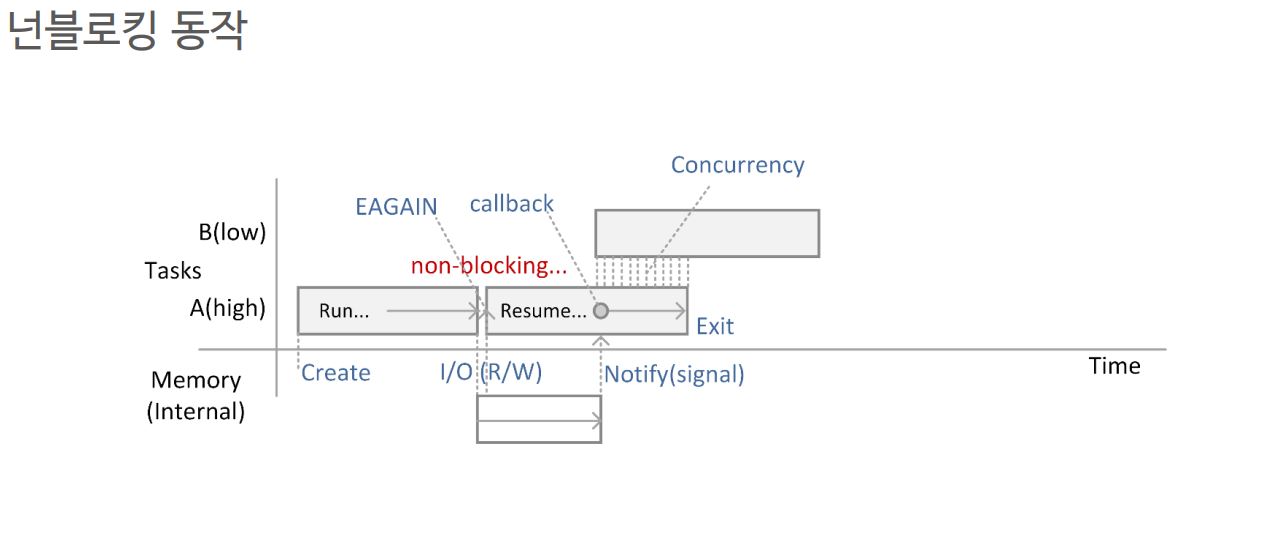 넌블로킹 동작
Concurrency
EAGAIN
callback
B(low)
non-blocking...
Tasks
A(high)
Run...
Resume...
Exit
Create
I/O (R/W)
Notify(signal)
Time
Memory
(Internal)